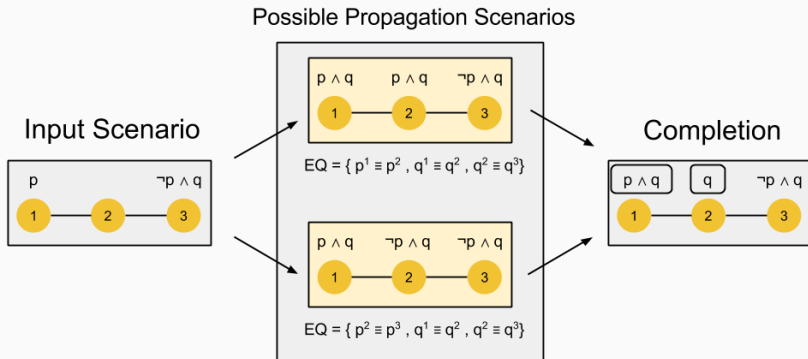 Possible Propagation Scenarios
p ∧ q p ∧ q ¬p ∧ q
1 2 3
EQ = { p¹ ≡ p² , q¹ ≡ q² , q² ≡ q³}
Input Scenario
p ¬p ∧ q
1 2 3
Completion
p ∧ q q ¬p ∧ q
1 2 3
p ∧ q ¬p ∧ q ¬p ∧ q
1 2 3
EQ = { p² ≡ p³ , q¹ ≡ q² , q² ≡ q³}